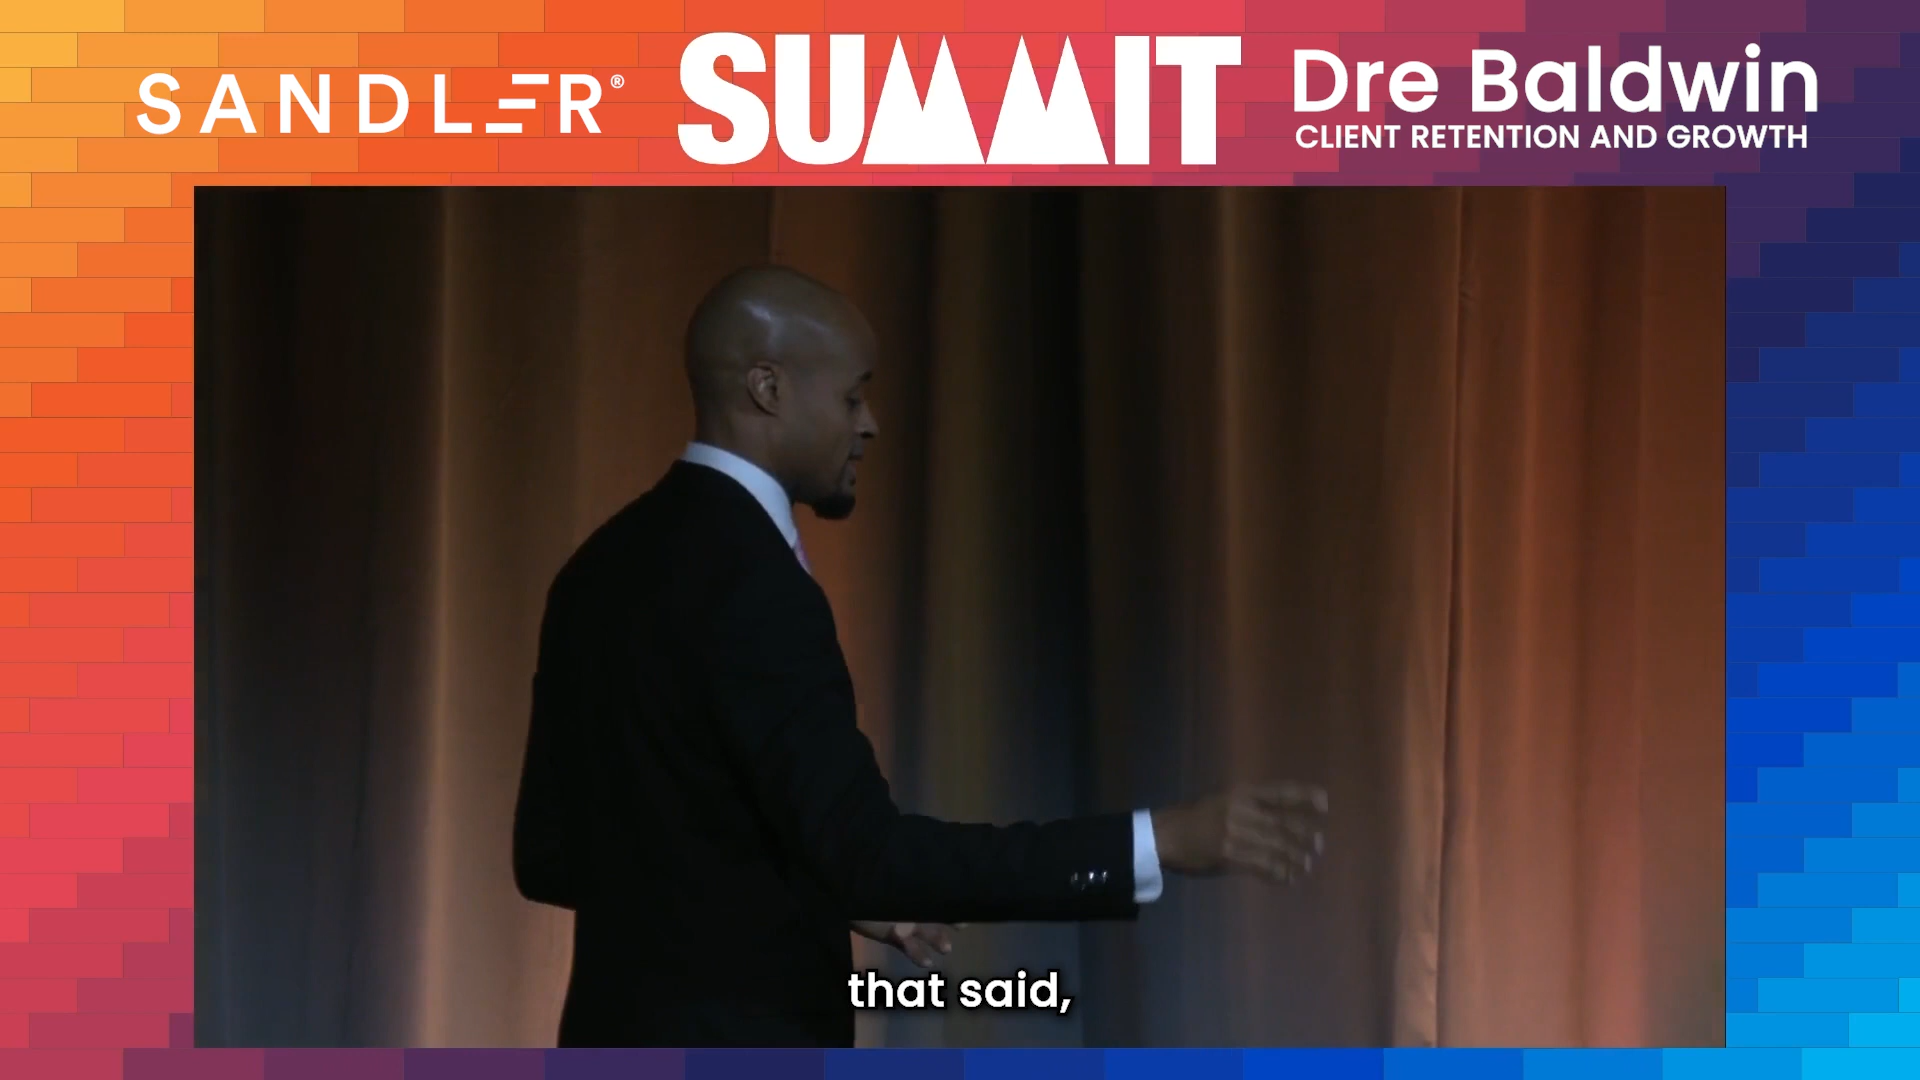 SANDLER®
SUMMIT
Dre Baldwin
CLIENT RETENTION AND GROWTH
that said,